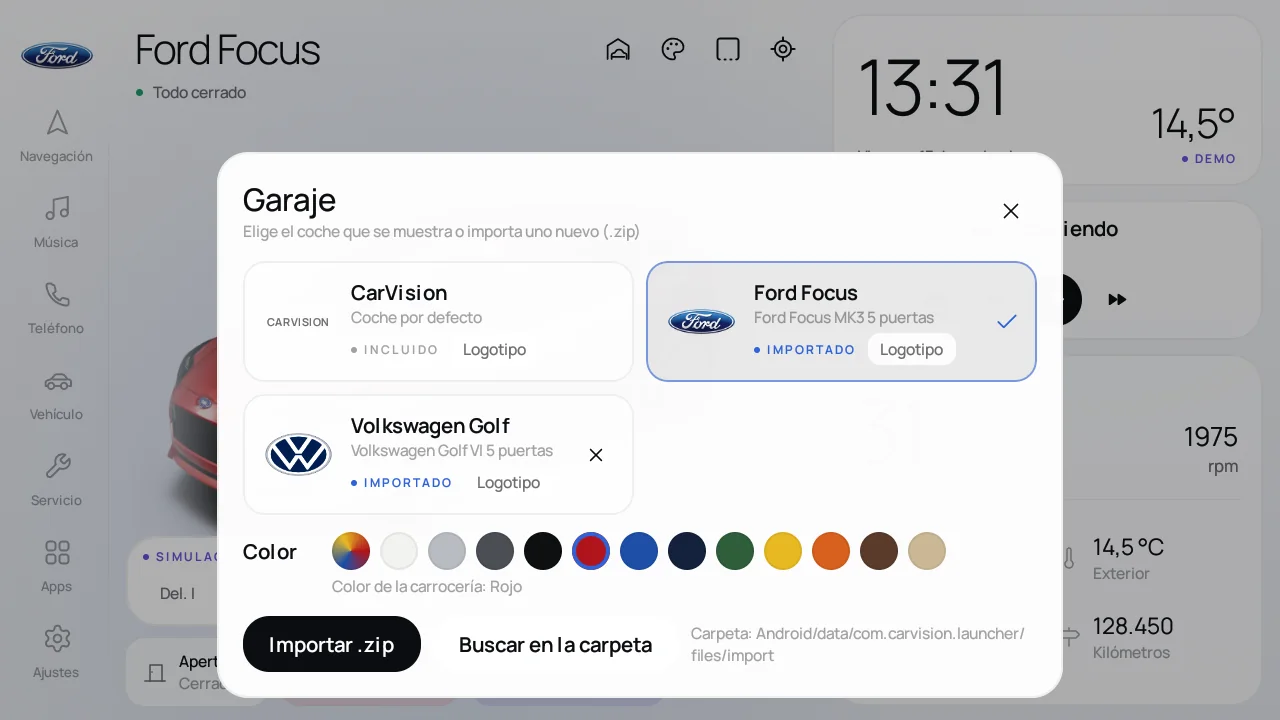 Ford
Ford Focus
Todo cerrado
13:31
14,5°
DEMO
Navegación
Música
Teléfono
Vehículo
Servicio
Apps
Ajustes
Garaje
Elige el coche que se muestra o importa uno nuevo (.zip)
CARVISION
CarVision
Coche por defecto
INCLUIDO
Logotipo
Ford
Ford Focus
Ford Focus MK3 5 puertas
IMPORTADO
Logotipo
Volkswagen Golf
Volkswagen Golf VI 5 puertas
IMPORTADO
Logotipo
Color
Color de la carrocería: Rojo
Importar .zip
Buscar en la carpeta
Carpeta: Android/data/com.carvision.launcher/
files/import
iendo
1975
rpm
14,5 °C
Exterior
128.450
Kilómetros
SIMULAC
Del. I
Apert
Cerrac